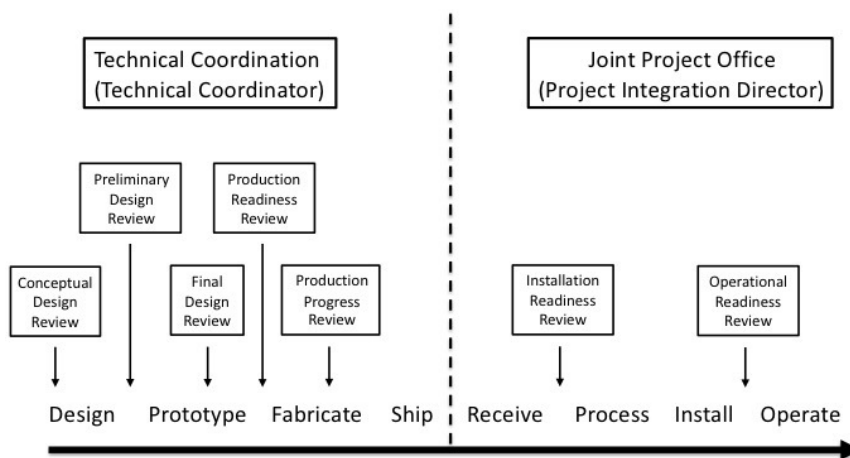 Technical Coordination
(Technical Coordinator)
Joint Project Office
(Project Integration Director)
Preliminary
Design
Review
Production
Readiness
Review
Conceptual
Design
Review
Final
Design
Review
Production
Progress
Review
Installation
Readiness
Review
Operational
Readiness
Review
Design Prototype Fabricate Ship Receive Process Install Operate